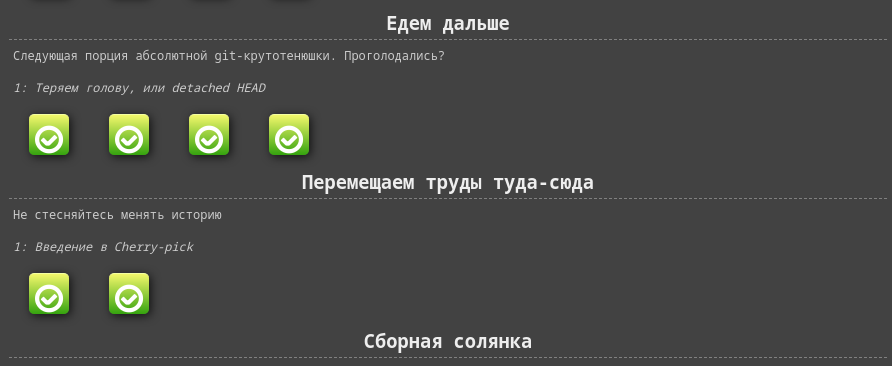 Едем дальше
Следующая порция абсолютной git-крутотенюшки. Проголодались?
1: Теряем голову, или detached HEAD
Перемещаем труды туда-сюда
Не стесняйтесь менять историю
1: Введение в Cherry-pick
Сборная солянка